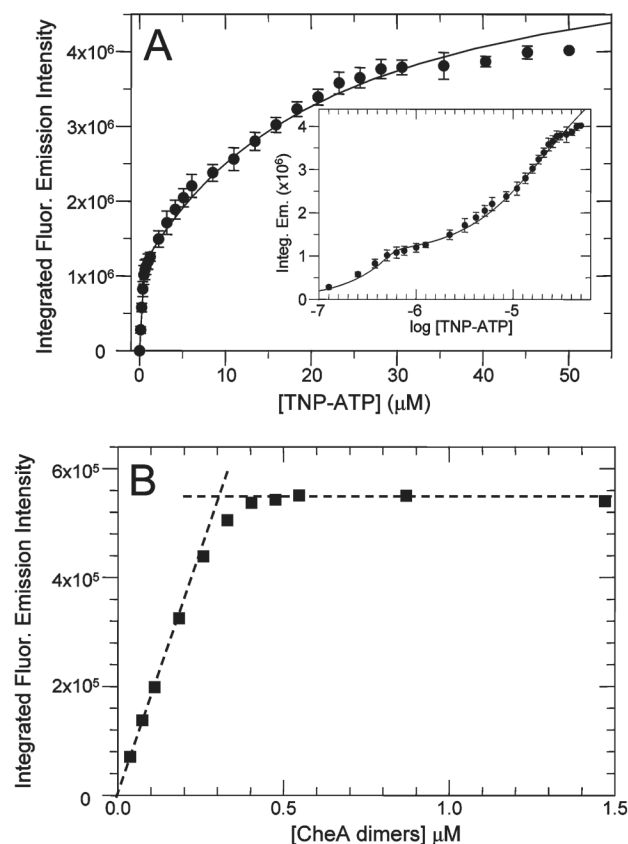 A
Integrated Fluor. Emission Intensity
4x10⁶
3x10⁶
2x10⁶
1x10⁶
0
0 10 20 30 40 50
[TNP-ATP] (μM)
Integ. Em. (x10⁶)
4
3
2
1
0
-7 -6 -5
log [TNP-ATP]
B
Integrated Fluor. Emission Intensity
6x10⁵
4x10⁵
2x10⁵
0
0.0 0.5 1.0 1.5
[CheA dimers] μM